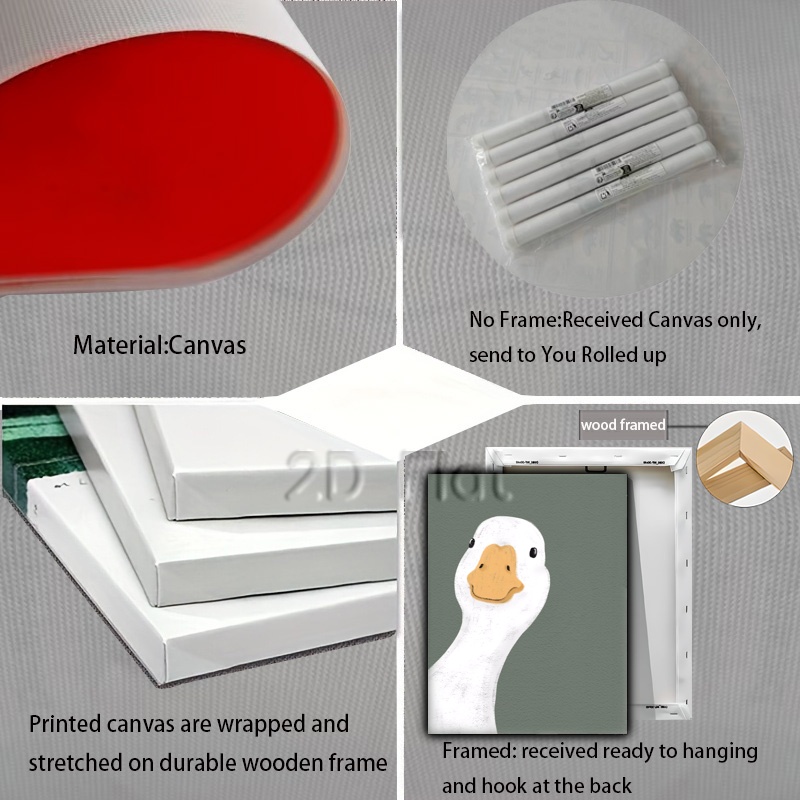 Material:Canvas
No Frame:Received Canvas only,
send to You Rolled up
2D Flat
wood framed
Printed canvas are wrapped and
stretched on durable wooden frame
Framed: received ready to hanging
and hook at the back